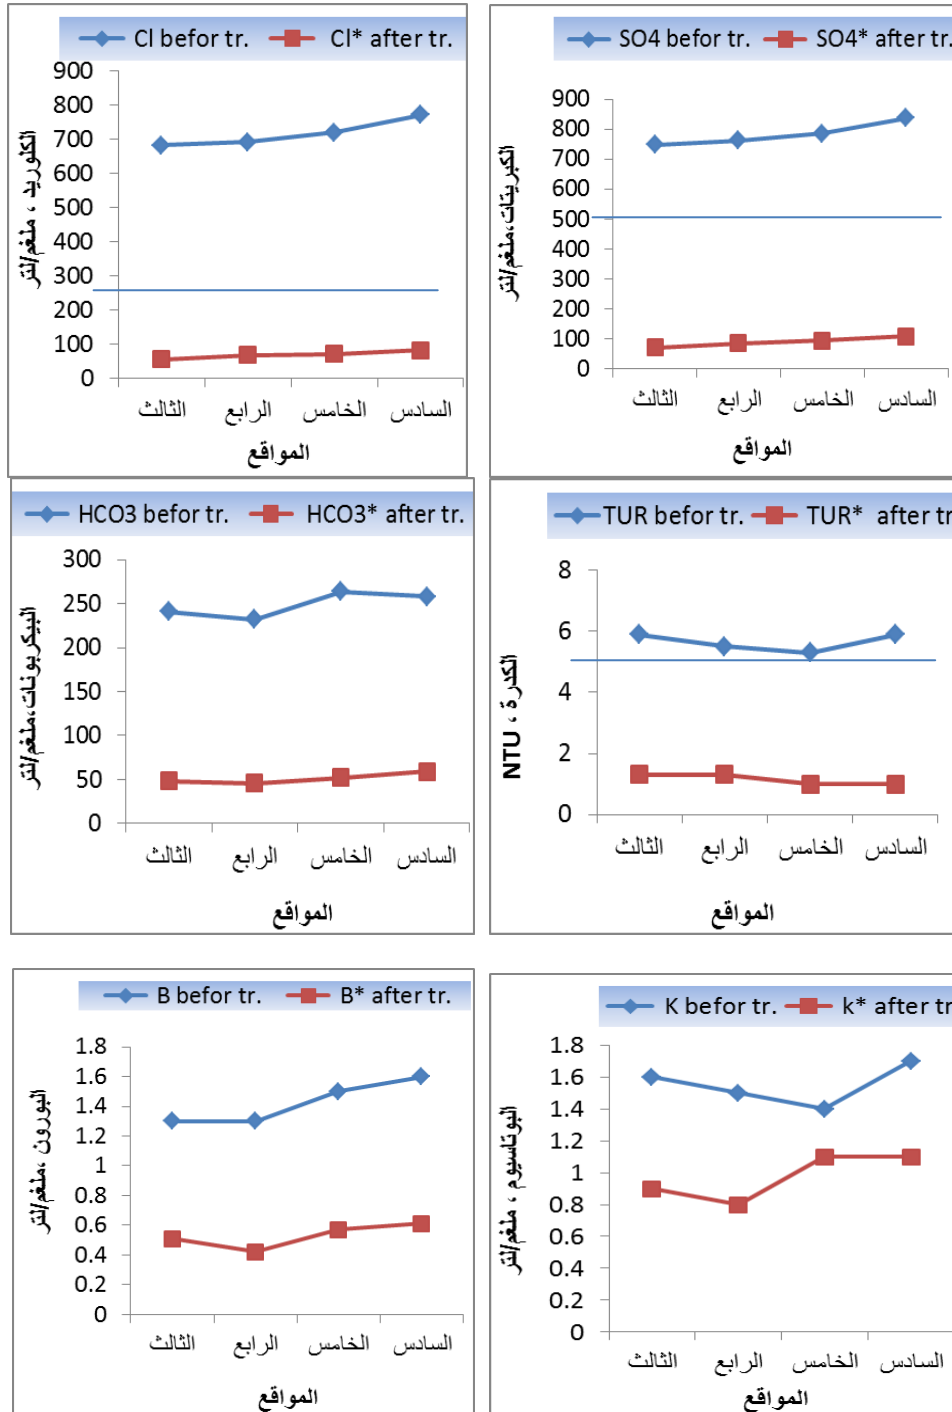 Cl befor tr. Cl* after tr.
900
800
700
600
500
400
300
200
100
0
الكلوريد ، ملغم/لتر
الثالث الرابع الخامس السادس
المواقع
SO4 befor tr. SO4* after tr.
900
800
700
600
500
400
300
200
100
0
الكبريتات،ملغم/لتر
الثالث الرابع الخامس السادس
المواقع
HCO3 befor tr. HCO3* after tr.
300
250
200
150
100
50
0
البيكربونات،ملغم/لتر
الثالث الرابع الخامس السادس
المواقع
TUR befor tr. TUR* after tr
8
6
4
2
0
الكدرة ، NTU
الثالث الرابع الخامس السادس
المواقع
B befor tr. B* after tr.
1.8
1.6
1.4
1.2
1
0.8
0.6
0.4
0.2
0
البورون ،ملغم/لتر
الثالث الرابع الخامس السادس
المواقع
K befor tr. k* after tr
1.8
1.6
1.4
1.2
1
0.8
0.6
0.4
0.2
0
البوتاسيوم ، ملغم/لتر
الثالث الرابع الخامس السادس
المواقع